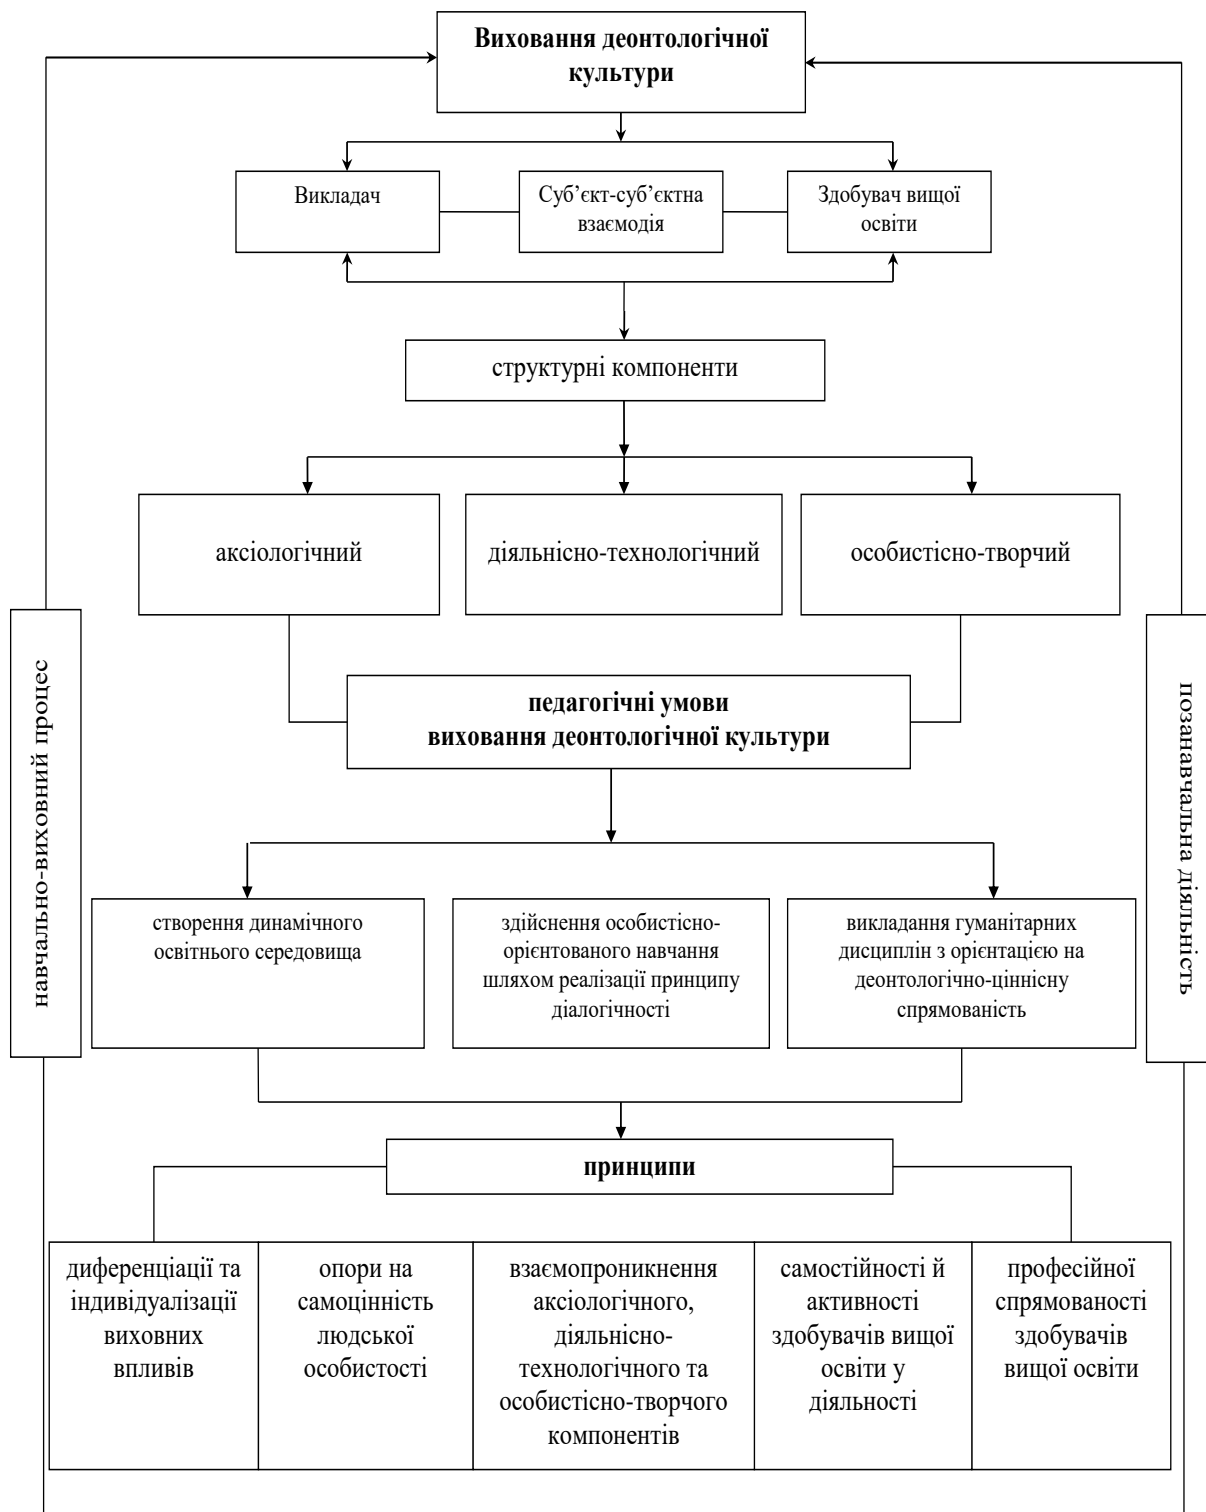 Виховання деонтологічної
культури
Викладач
Суб’єкт-суб’єктна
взаємодія
Здобувач вищої
освіти
структурні компоненти
аксіологічний
діяльнісно-технологічний
особистісно-творчий
навчально-виховний процес
педагогічні умови
виховання деонтологічної культури
позанавчальна діяльність
створення динамічного
освітнього середовища
здійснення особистісно-
орієнтованого навчання
шляхом реалізації принципу
діалогічності
викладання гуманітарних
дисциплін з орієнтацією на
деонтологічно-ціннісну
спрямованість
принципи
диференціації та
індивідуалізації
виховних
впливів
опори на
самоцінність
людської
особистості
взаємопроникнення
аксіологічного,
діяльнісно-
технологічного та
особистісно-творчого
компонентів
самостійності й
активності
здобувачів вищої
освіти у
діяльності
професійної
спрямованості
здобувачів
вищої освіти